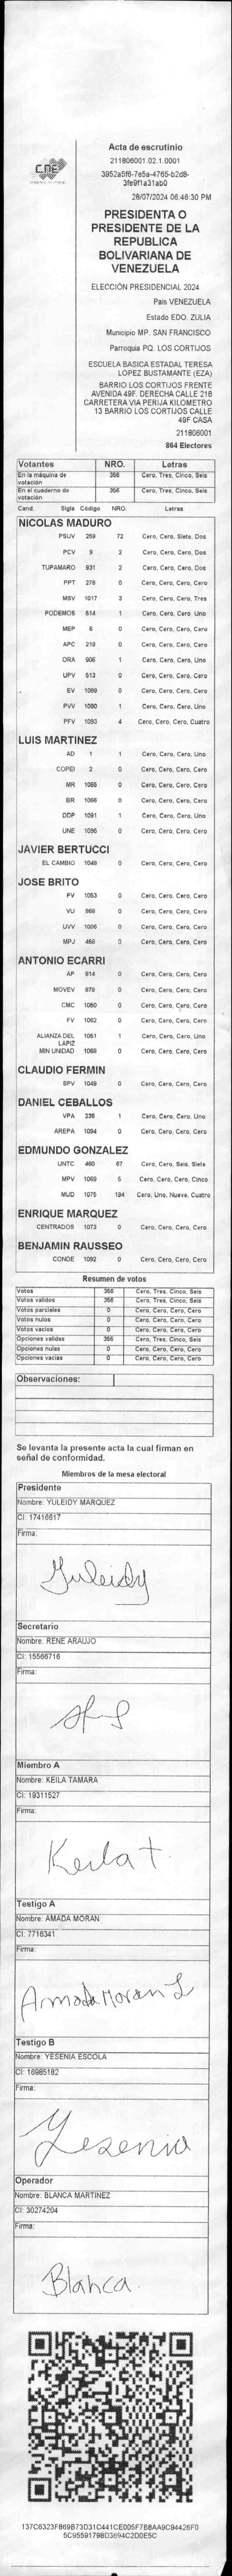 CNE
Acta de escrutinio
211806001.02.1.0001
3952a5f6-7e5a-4765-b2d8-
3fe9f1a31ab0
28/07/2024 06:46:30 PM
PRESIDENTA O
PRESIDENTE DE LA
REPUBLICA
BOLIVARIANA DE
VENEZUELA
ELECCIÓN PRESIDENCIAL 2024
País VENEZUELA
Estado EDO. ZULIA
Municipio MP. SAN FRANCISCO
Parroquia PQ. LOS CORTIJOS
ESCUELA BASICA ESTADAL TERESA
LOPEZ BUSTAMANTE (EZA)
BARRIO LOS CORTIJOS FRENTE
AVENIDA 49F. DERECHA CALLE 218
CARRETERA VIA PERIJA KILOMETRO
13 BARRIO LOS CORTIJOS CALLE
49F CASA
211806001
864 Electores
Votantes NRO. Letras
En la máquina de votación 356 Cero, Tres, Cinco, Seis
En el cuaderno de votación 356 Cero, Tres, Cinco, Seis
Cand. Sigla Código NRO. Letras
NICOLAS MADURO
PSUV 269 72 Cero, Cero, Siete, Dos
PCV 9 2 Cero, Cero, Cero, Dos
TUPAMARO 931 2 Cero, Cero, Cero, Dos
PPT 276 0 Cero, Cero, Cero, Cero
MSV 1017 3 Cero, Cero, Cero, Tres
PODEMOS 514 1 Cero, Cero, Cero, Uno
MEP 6 0 Cero, Cero, Cero, Cero
APC 219 0 Cero, Cero, Cero, Cero
ORA 906 1 Cero, Cero, Cero, Uno
UPV 513 0 Cero, Cero, Cero, Cero
EV 1089 0 Cero, Cero, Cero, Cero
PVV 1090 1 Cero, Cero, Cero, Uno
PFV 1093 4 Cero, Cero, Cero, Cuatro
LUIS MARTINEZ
AD 1 1 Cero, Cero, Cero, Uno
COPEI 2 0 Cero, Cero, Cero, Cero
MR 1065 0 Cero, Cero, Cero, Cero
BR 1066 0 Cero, Cero, Cero, Cero
DDP 1091 1 Cero, Cero, Cero, Uno
UNE 1095 0 Cero, Cero, Cero, Cero
JAVIER BERTUCCI
EL CAMBIO 1048 0 Cero, Cero, Cero, Cero
JOSE BRITO
PV 1053 0 Cero, Cero, Cero, Cero
VU 969 0 Cero, Cero, Cero, Cero
UVV 1096 0 Cero, Cero, Cero, Cero
MPJ 468 0 Cero, Cero, Cero, Cero
ANTONIO ECARRI
AP 914 0 Cero, Cero, Cero, Cero
MOVEV 879 0 Cero, Cero, Cero, Cero
CMC 1060 0 Cero, Cero, Cero, Cero
FV 1062 0 Cero, Cero, Cero, Cero
ALIANZA DEL LAPIZ 1051 1 Cero, Cero, Cero, Uno
MIN UNIDAD 1069 0 Cero, Cero, Cero, Cero
CLAUDIO FERMIN
SPV 1049 0 Cero, Cero, Cero, Cero
DANIEL CEBALLOS
VPA 236 1 Cero, Cero, Cero, Uno
AREPA 1094 0 Cero, Cero, Cero, Cero
EDMUNDO GONZALEZ
UNTC 460 67 Cero, Cero, Seis, Siete
MPV 1069 5 Cero, Cero, Cero, Cinco
MUD 1075 194 Cero, Uno, Nueve, Cuatro
ENRIQUE MARQUEZ
CENTRADOS 1073 0 Cero, Cero, Cero, Cero
BENJAMIN RAUSSEO
CONDE 1092 0 Cero, Cero, Cero, Cero
Resumen de votos
Votos 356 Cero, Tres, Cinco, Seis
Votos validos 356 Cero, Tres, Cinco, Seis
Votos parciales 0 Cero, Cero, Cero, Cero
Votos nulos 0 Cero, Cero, Cero, Cero
Votos vacios 0 Cero, Cero, Cero, Cero
Opciones validas 356 Cero, Tres, Cinco, Seis
Opciones nulas 0 Cero, Cero, Cero, Cero
Opciones vacias 0 Cero, Cero, Cero, Cero
Observaciones:
Se levanta la presente acta la cual firman en
señal de conformidad.
Miembros de la mesa electoral
Presidente
Nombre: YULEIDY MARQUEZ
CI: 17416617
Firma:
Yuleidy
Secretario
Nombre: RENE ARAUJO
CI: 15566716
Firma:
Miembro A
Nombre: KEILA TAMARA
CI: 19311527
Firma:
Keila t.
Testigo A
Nombre: AMADA MORAN
CI: 7716341
Firma:
Amada Moran L
Testigo B
Nombre: YESENIA ESCOLA
CI: 16985182
Firma:
Yesenia
Operador
Nombre: BLANCA MARTINEZ
CI: 30274204
Firma:
Blanca.
137C6323F869B73D31C441CE005F7B8AA9C94426F0
5C95591798D3694C2D0E5C